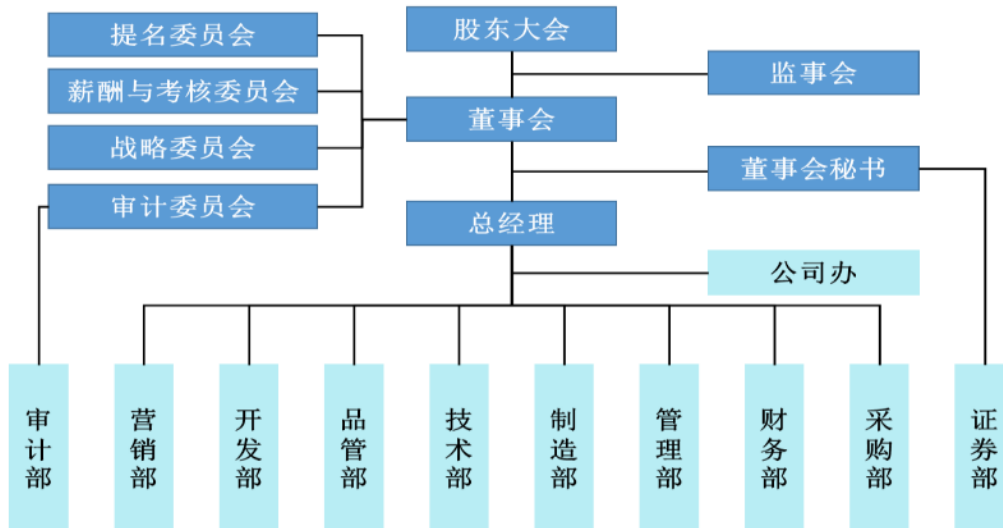 提名委员会
股东大会
薪酬与考核委员会
监事会
董事会
战略委员会
董事会秘书
审计委员会
总经理
公司办
审计部
营销部
开发部
品管部
技术部
制造部
管理部
财务部
采购部
证券部